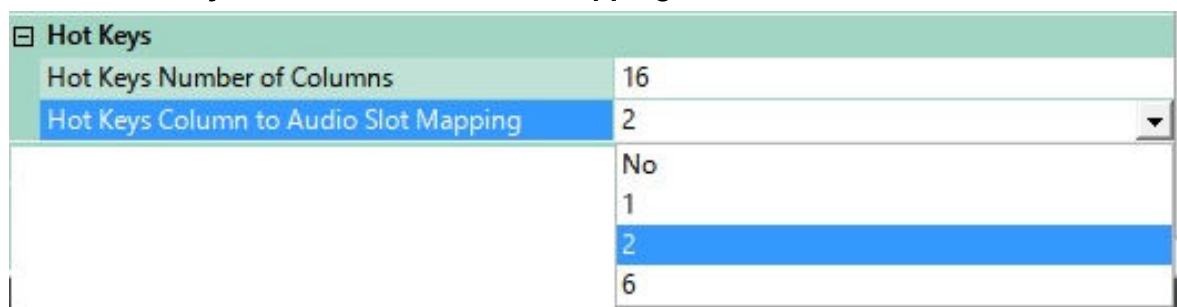 Hot Keys
Hot Keys Number of Columns 16
Hot Keys Column to Audio Slot Mapping 2
No
1
2
6